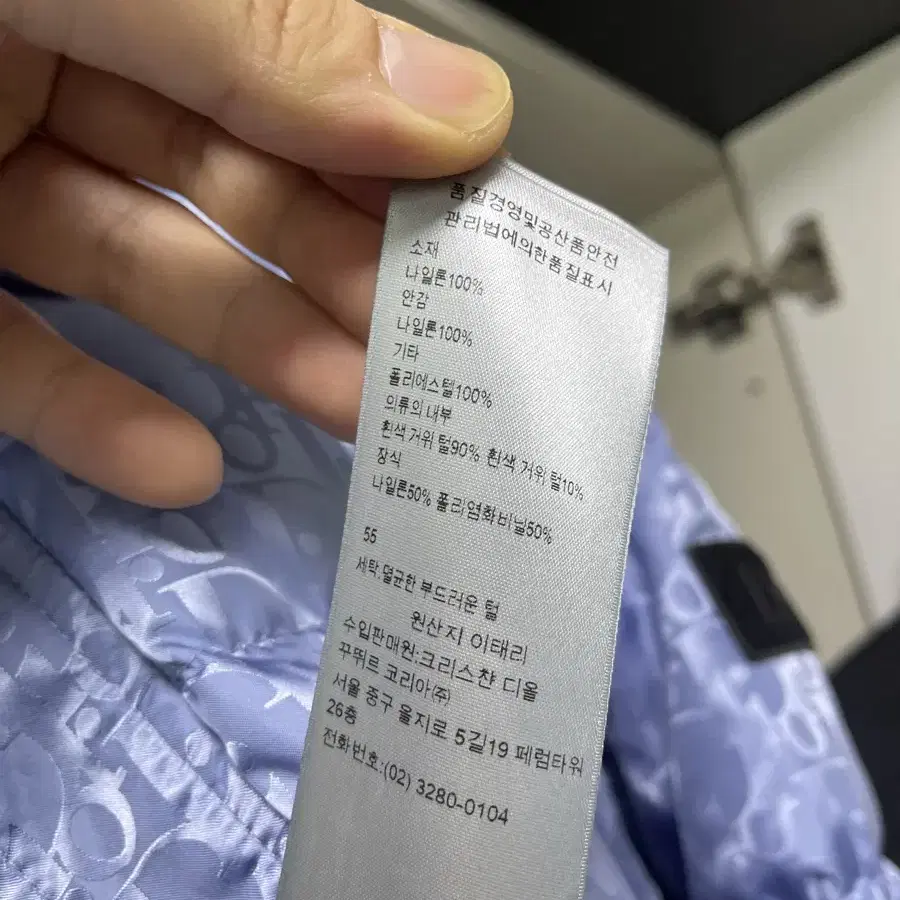 품질경영및공산품안전
관리법에의한품질표시
소재
나일론100%
안감
나일론100%
기타
폴리에스텔100%
의류의 내부
흰색 거위 털90% 흰색 거위 털10%
장식
나일론50% 폴리염화비닐50%
55
세탁:멸균한 부드러운 털
원산지 이태리
수입판매원:크리스챤 디올
꾸뛰르 코리아(주)
서울 중구 을지로 5길19 페럼타워
26층
전화번호:(02) 3280-0104